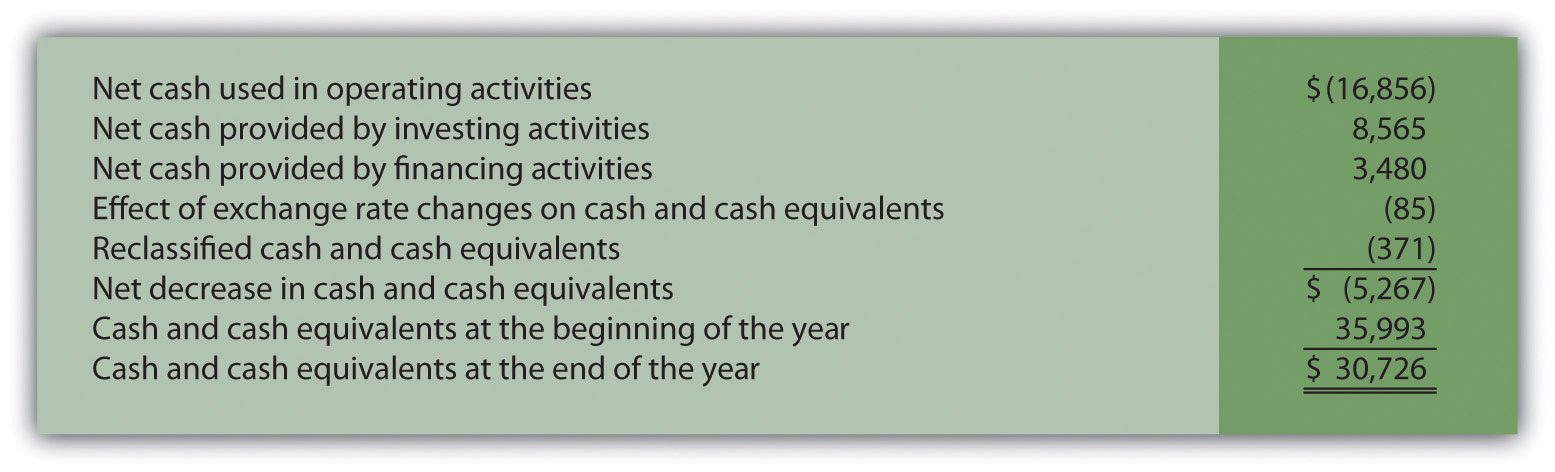 Net cash used in operating activities $(16,856)
Net cash provided by investing activities 8,565
Net cash provided by financing activities 3,480
Effect of exchange rate changes on cash and cash equivalents (85)
Reclassified cash and cash equivalents (371)
Net decrease in cash and cash equivalents $ (5,267)
Cash and cash equivalents at the beginning of the year 35,993
Cash and cash equivalents at the end of the year $ 30,726